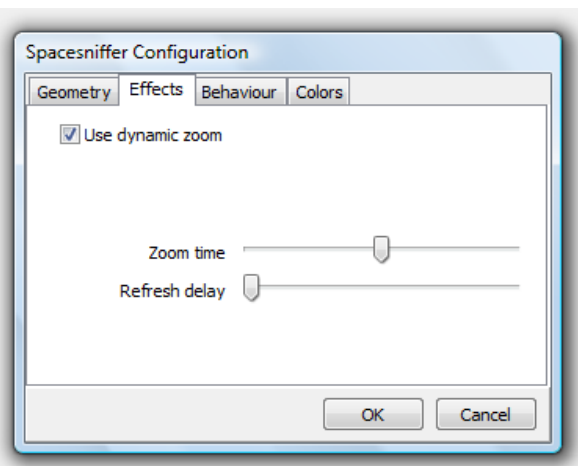 Spacesniffer Configuration
Geometry Effects Behaviour Colors
Use dynamic zoom
Zoom time
Refresh delay
OK Cancel